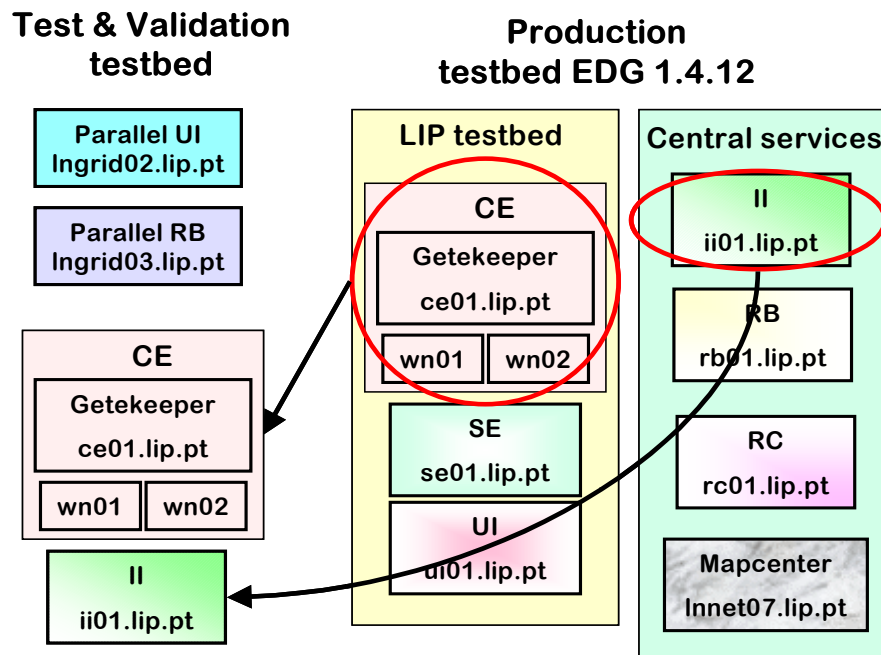 Test & Validation
testbed
Production
testbed EDG 1.4.12
Parallel UI
lngrid02.lip.pt
Parallel RB
lngrid03.lip.pt
CE
Getekeeper
ce01.lip.pt
wn01
wn02
II
ii01.lip.pt
LIP testbed
CE
Getekeeper
ce01.lip.pt
wn01
wn02
SE
se01.lip.pt
UI
ui01.lip.pt
Central services
II
ii01.lip.pt
RB
rb01.lip.pt
RC
rc01.lip.pt
Mapcenter
lnnet07.lip.pt